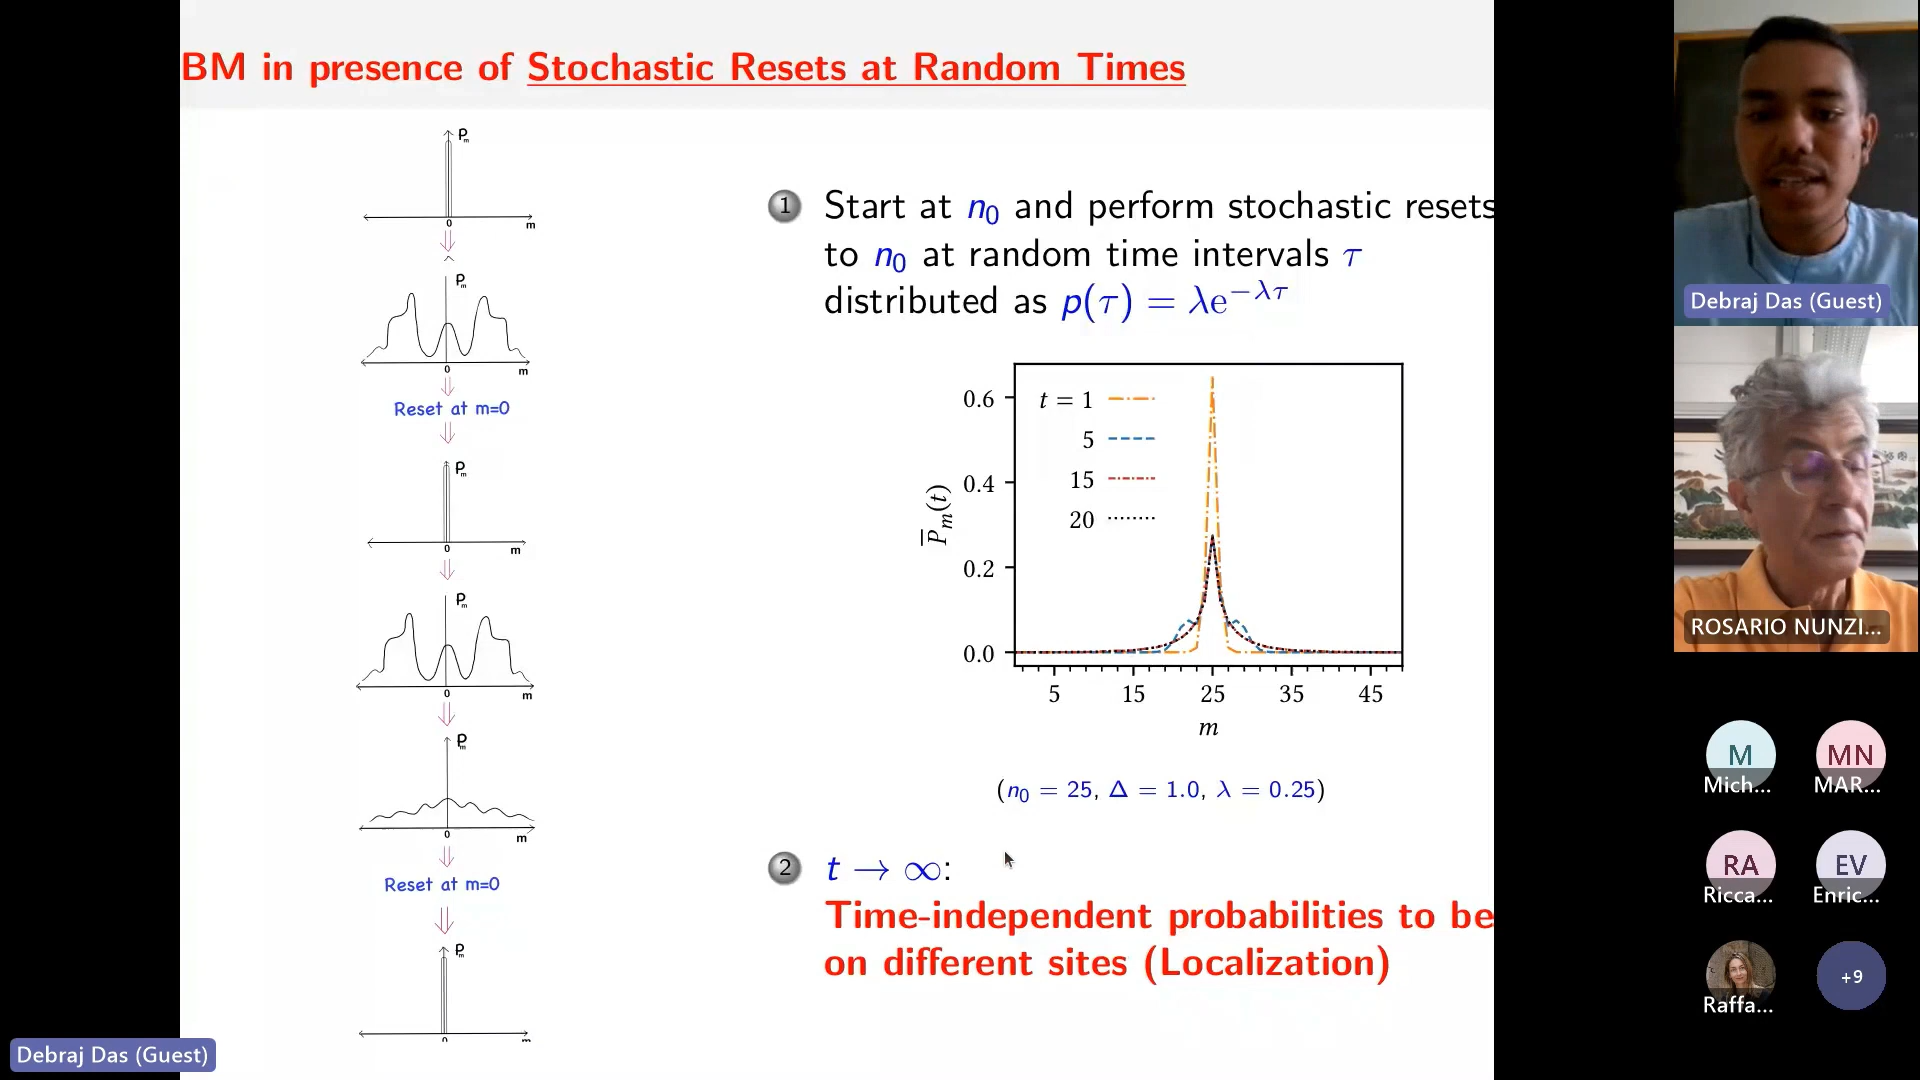 BM in presence of Stochastic Resets at Random Times
Pm
0
m
Pm
0
m
Reset at m=0
Pm
0
m
Pm
0
m
Pm
0
m
Reset at m=0
Pm
0
m
1
Start at n₀ and perform stochastic resets
to n₀ at random time intervals τ
distributed as p(τ) = λe^{−λτ}
0.6
0.4
0.2
0.0
P̅m(t)
t = 1
5
15
20
5 15 25 35 45
m
(n₀ = 25, Δ = 1.0, λ = 0.25)
2
t → ∞:
Time-independent probabilities to be
on different sites (Localization)
Debraj Das (Guest)
Debraj Das (Guest)
ROSARIO NUNZI...
M
Mich...
MN
MAR...
RA
Ricca...
EV
Enric...
Raffa...
+9